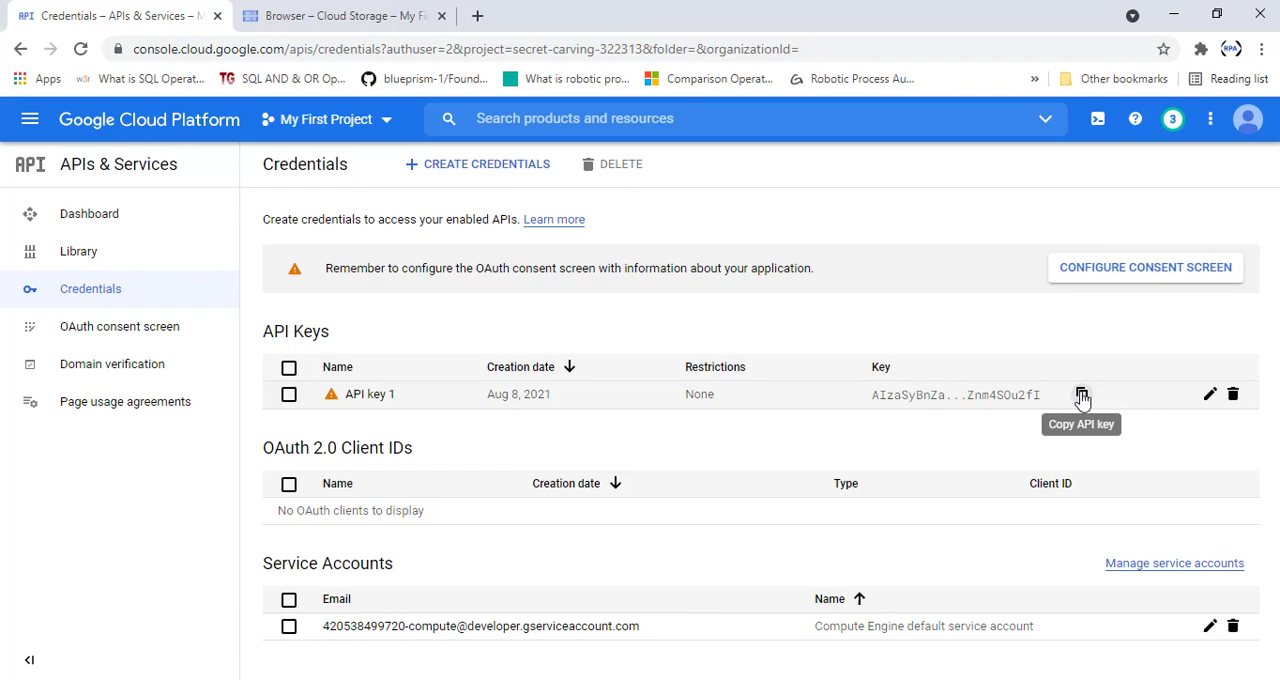 API Credentials – APIs & Services – M
Browser – Cloud Storage – My Fi
console.cloud.google.com/apis/credentials?authuser=2&project=secret-carving-322313&folder=&organizationId=
RPA
Apps
w3r What is SQL Operat...
TG SQL AND & OR Op...
blueprism-1/Found...
What is robotic pro...
Comparison Operat...
Robotic Process Au...
»
Other bookmarks
Reading list
Google Cloud Platform
My First Project
Search products and resources
3
API APIs & Services
Credentials
+ CREATE CREDENTIALS
DELETE
Dashboard
Library
Credentials
OAuth consent screen
Domain verification
Page usage agreements
Create credentials to access your enabled APIs. Learn more
Remember to configure the OAuth consent screen with information about your application.
CONFIGURE CONSENT SCREEN
API Keys
Name Creation date Restrictions Key
API key 1 Aug 8, 2021 None AIzaSyBnZa...Znm4SOu2fI
Copy API key
OAuth 2.0 Client IDs
Name Creation date Type Client ID
No OAuth clients to display
Service Accounts
Manage service accounts
Email Name
420538499720-compute@developer.gserviceaccount.com Compute Engine default service account